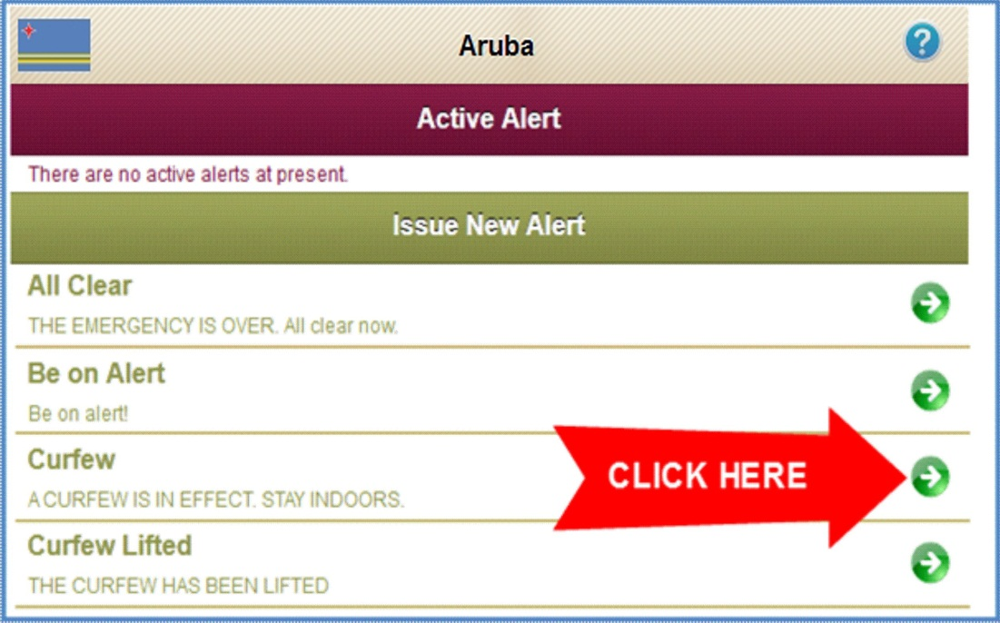 Aruba
?
Active Alert
There are no active alerts at present.
Issue New Alert
All Clear
THE EMERGENCY IS OVER. All clear now.
Be on Alert
Be on alert!
Curfew
A CURFEW IS IN EFFECT. STAY INDOORS.
CLICK HERE
Curfew Lifted
THE CURFEW HAS BEEN LIFTED